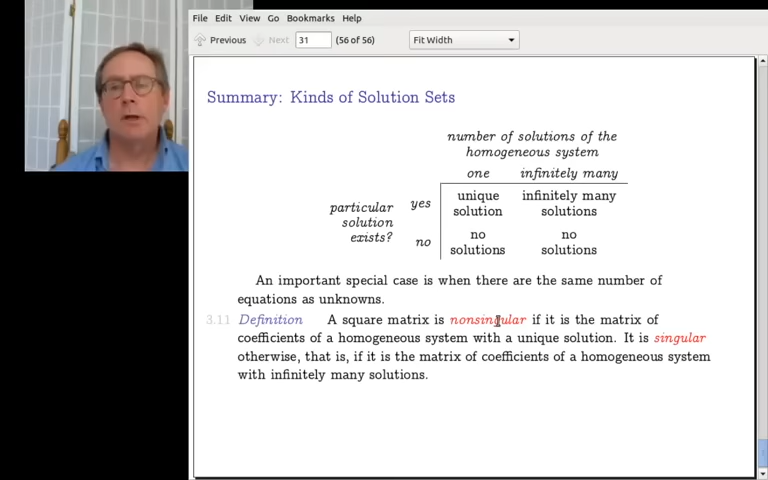 File Edit View Go Bookmarks Help
Previous Next 31 (56 of 56) Fit Width
Summary: Kinds of Solution Sets
number of solutions of the
homogeneous system
one infinitely many
particular
solution
exists?
yes
unique
solution
infinitely many
solutions
no
no
solutions
no
solutions
An important special case is when there are the same number of
equations as unknowns.
3.11 Definition A square matrix is nonsingular if it is the matrix of
coefficients of a homogeneous system with a unique solution. It is singular
otherwise, that is, if it is the matrix of coefficients of a homogeneous system
with infinitely many solutions.